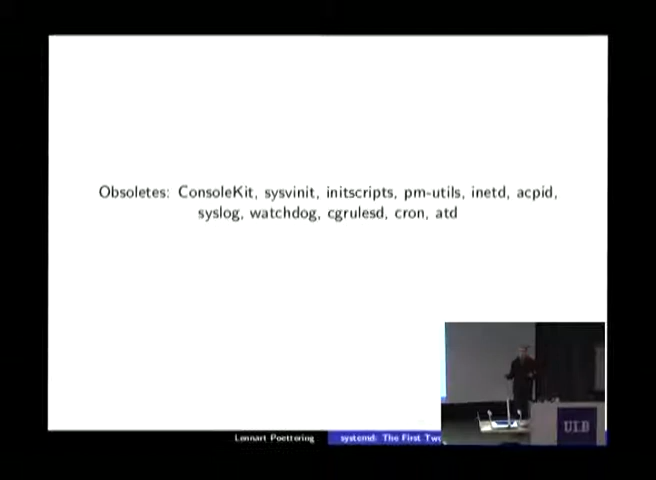 Obsoletes: ConsoleKit, sysvinit, initscripts, pm-utils, inetd, acpid,
syslog, watchdog, cgrulesd, cron, atd
Lennart Poettering
systemd: The First Two
ULB